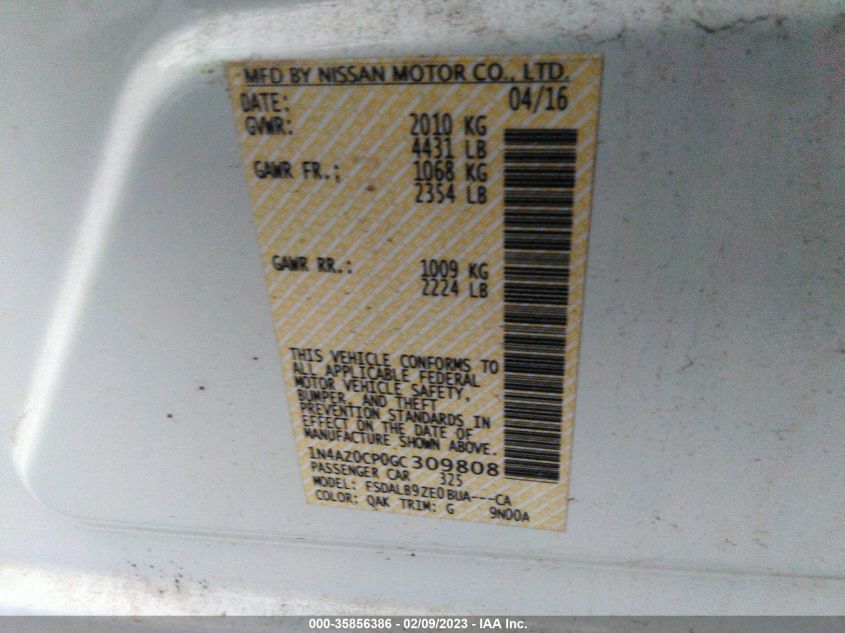 MFD BY NISSAN MOTOR CO., LTD.
DATE: 04/16
GVWR: 2010 KG
4431 LB
GAWR FR.: 1068 KG
2354 LB
GAWR RR.: 1009 KG
2224 LB
THIS VEHICLE CONFORMS TO
ALL APPLICABLE FEDERAL
MOTOR VEHICLE SAFETY,
BUMPER, AND THEFT
PREVENTION STANDARDS IN
EFFECT ON THE DATE OF
MANUFACTURE ABOVE.
1N4AZ0CP0GC309808
PASSENGER CAR 325
MODEL: FSDALB9ZE0BUA---CA
COLOR: QAK TRIM: G 9N00A
000-35856386 - 02/09/2023 - IAA Inc.